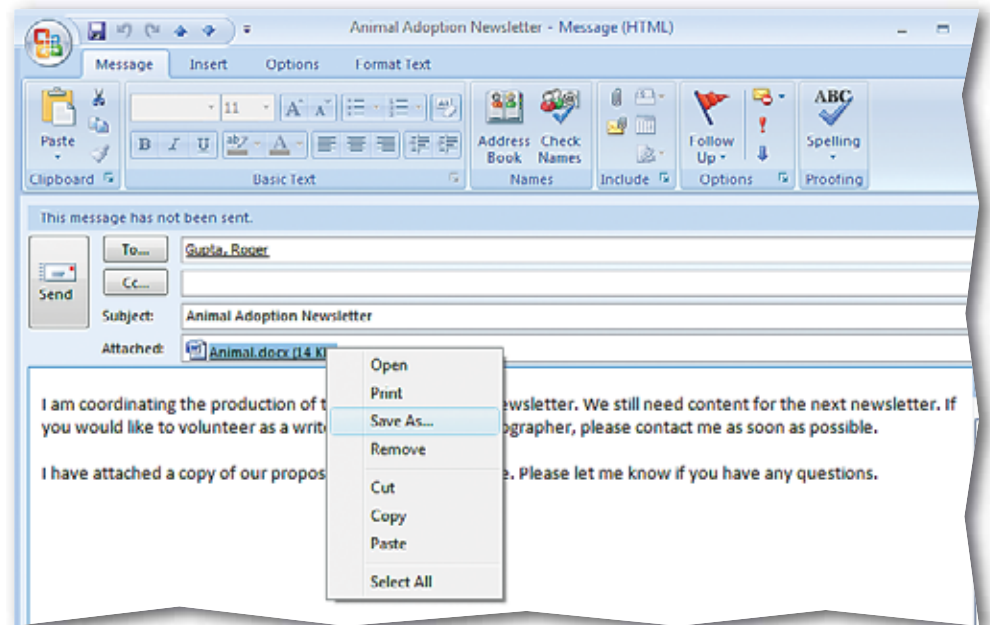 Animal Adoption Newsletter - Message (HTML)
Message Insert Options Format Text
Paste
11
A A
B I U ab A
Address Book
Check Names
Follow Up
ABC
Spelling
Clipboard Basic Text Names Include Options Proofing
This message has not been sent.
Send
To... Gupta, Roger
Cc...
Subject: Animal Adoption Newsletter
Attached: Animal.docx (14 K
Open
Print
Save As...
Remove
Cut
Copy
Paste
Select All
I am coordinating the production of t ewsletter. We still need content for the next newsletter. If
you would like to volunteer as a write ographer, please contact me as soon as possible.
I have attached a copy of our propos e. Please let me know if you have any questions.